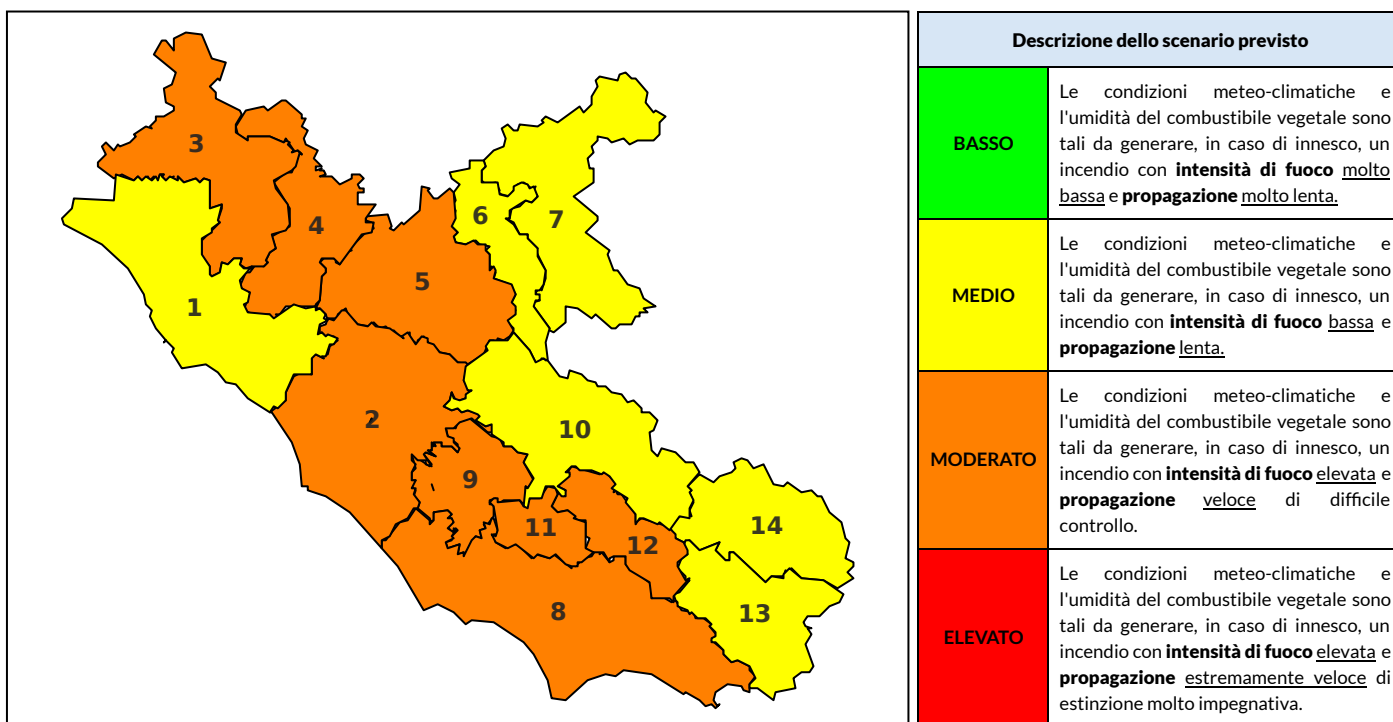 3
4
6
7
1
5
2
10
9
11
12
14
8
13
Descrizione dello scenario previsto
BASSO
Le condizioni meteo-climatiche e
l'umidità del combustibile vegetale sono
tali da generare, in caso di innesco, un
incendio con intensità di fuoco molto
bassa e propagazione molto lenta.
MEDIO
Le condizioni meteo-climatiche e
l'umidità del combustibile vegetale sono
tali da generare, in caso di innesco, un
incendio con intensità di fuoco bassa e
propagazione lenta.
MODERATO
Le condizioni meteo-climatiche e
l'umidità del combustibile vegetale sono
tali da generare, in caso di innesco, un
incendio con intensità di fuoco elevata e
propagazione veloce di difficile
controllo.
ELEVATO
Le condizioni meteo-climatiche e
l'umidità del combustibile vegetale sono
tali da generare, in caso di innesco, un
incendio con intensità di fuoco elevata e
propagazione estremamente veloce di
estinzione molto impegnativa.